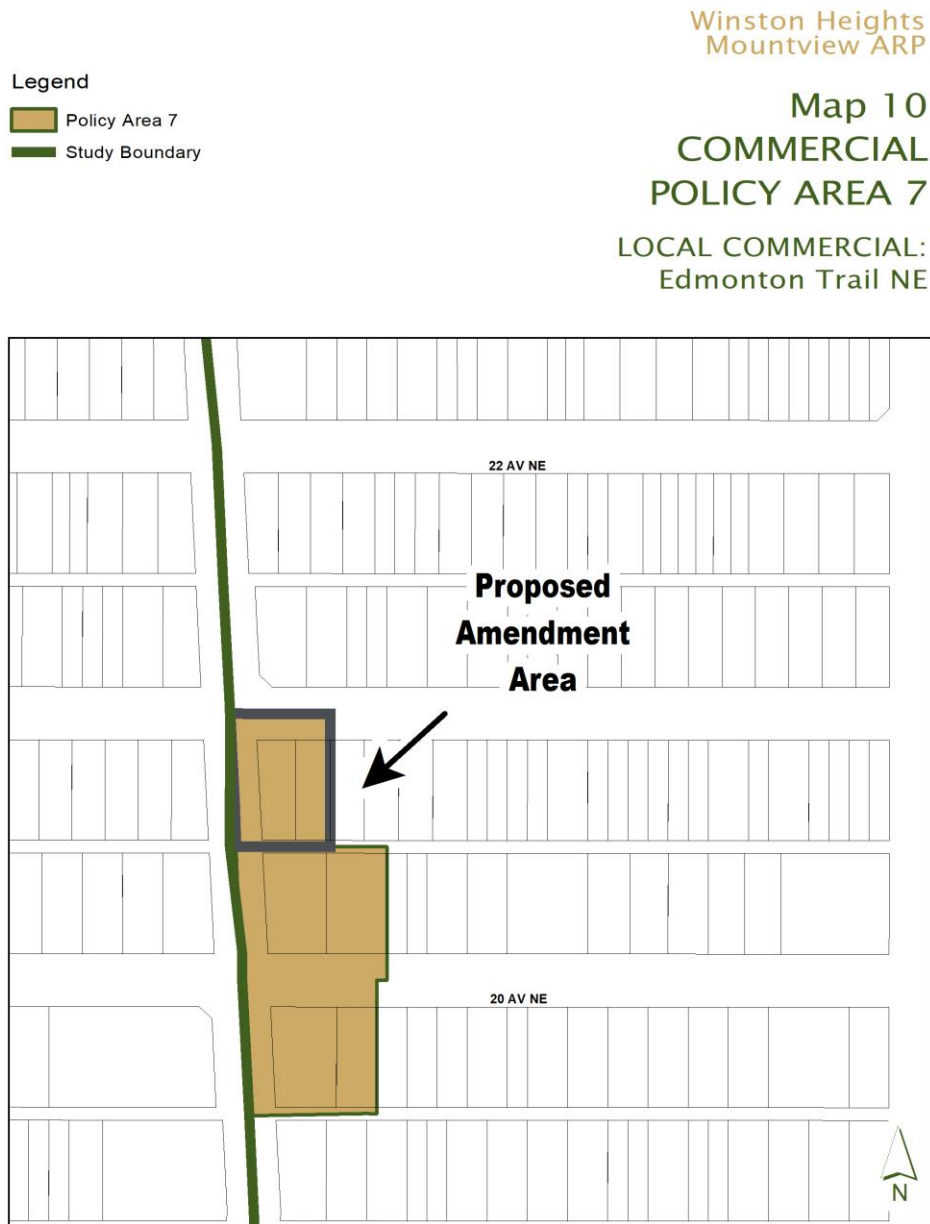 Winston Heights
Mountview ARP
Legend
Policy Area 7
Study Boundary
Map 10
COMMERCIAL
POLICY AREA 7
LOCAL COMMERCIAL:
Edmonton Trail NE
22 AV NE
Proposed
Amendment
Area
20 AV NE
N